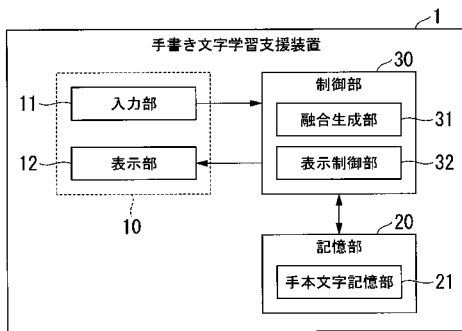 1
手書き文字学習支援装置
30
制御部
11
入力部
融合生成部
31
12
表示部
表示制御部
32
10
20
記憶部
手本文字記憶部
21